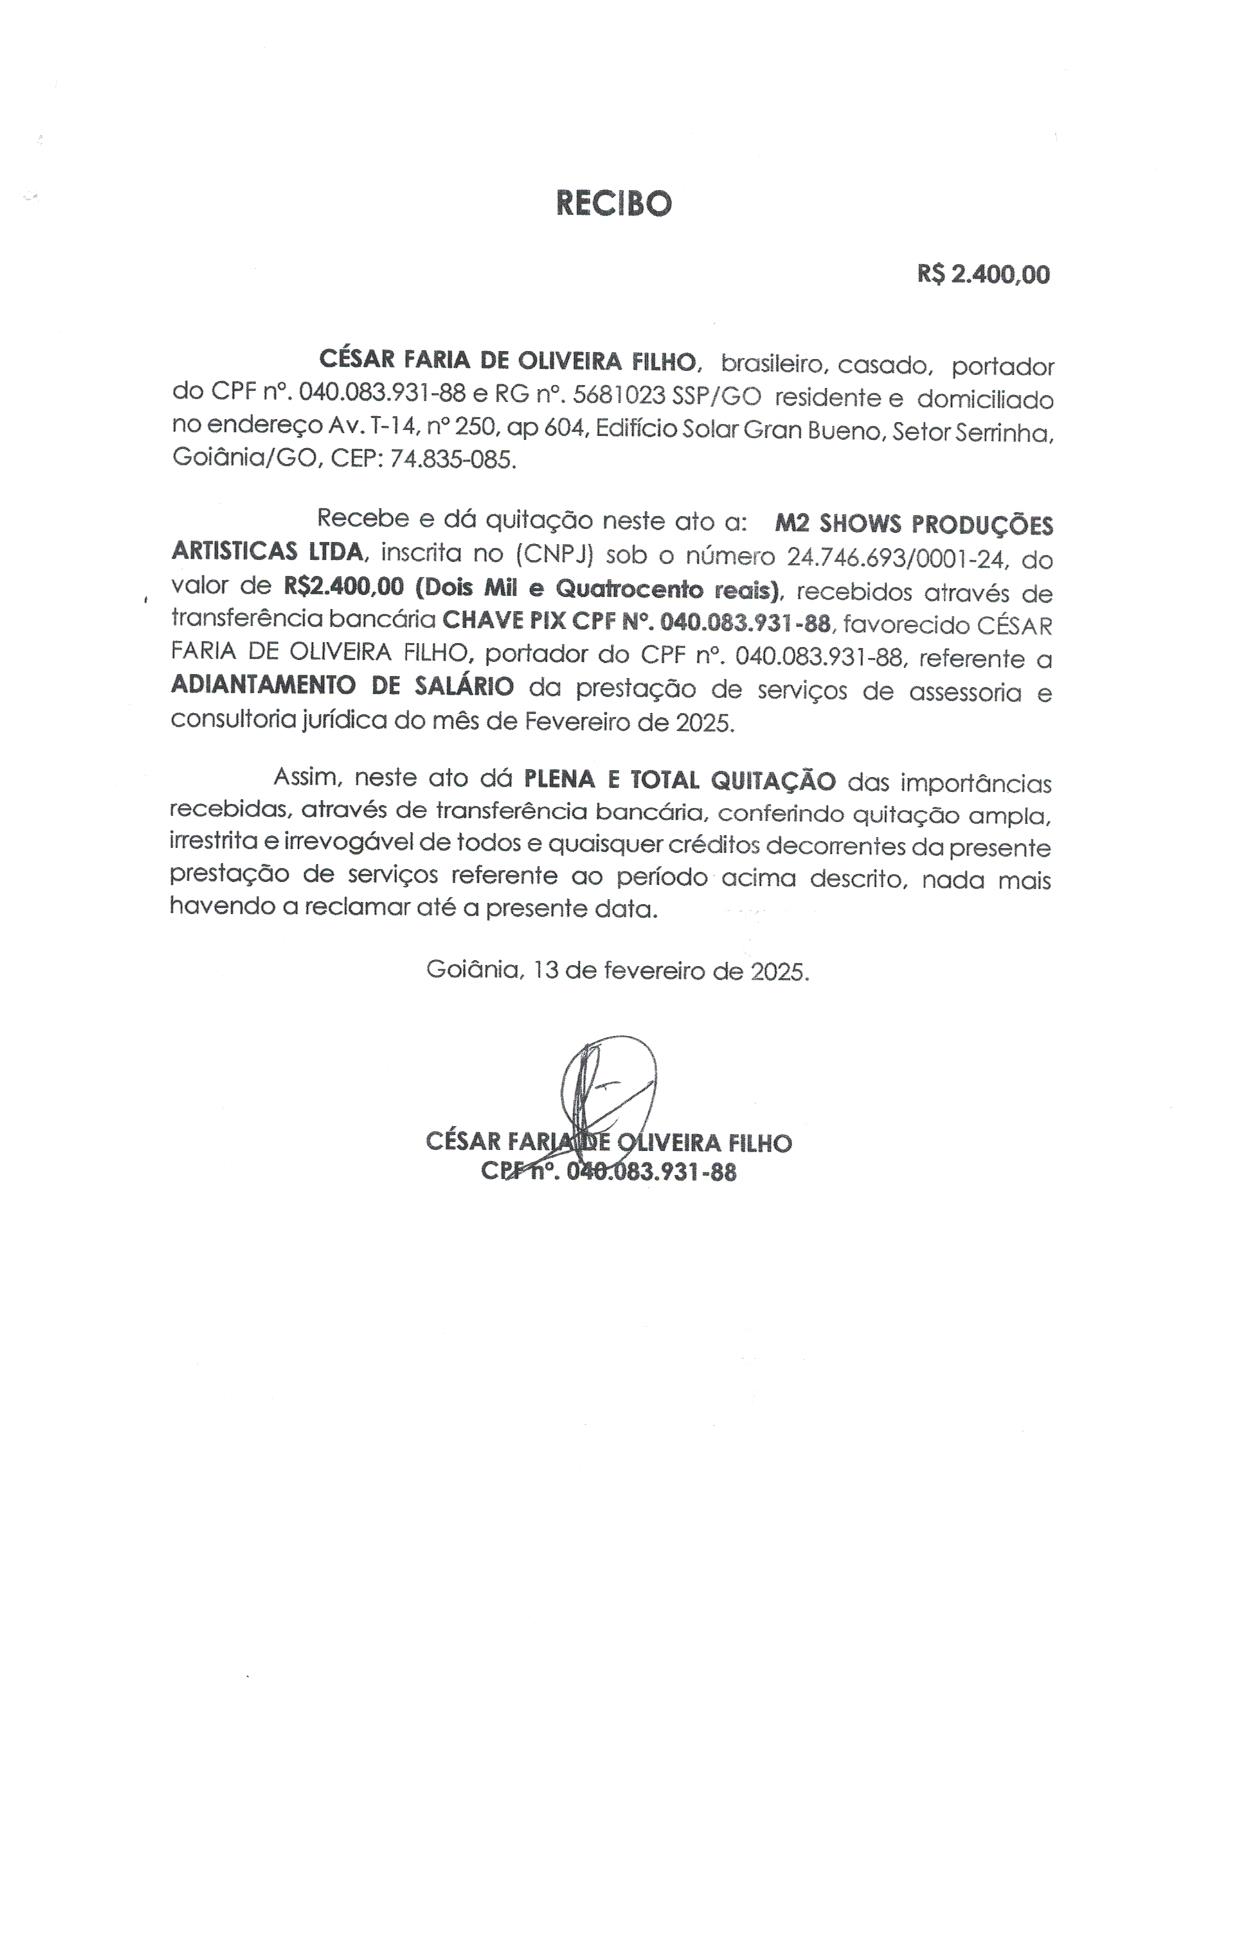 RECIBO
R$ 2.400,00
CÉSAR FARIA DE OLIVEIRA FILHO, brasileiro, casado, portador
do CPF nº. 040.083.931-88 e RG nº. 5681023 SSP/GO residente e domiciliado
no endereço Av. T-14, nº 250, ap 604, Edifício Solar Gran Bueno, Setor Serrinha,
Goiânia/GO, CEP: 74.835-085.
Recebe e dá quitação neste ato a: M2 SHOWS PRODUÇÕES
ARTISTICAS LTDA, inscrita no (CNPJ) sob o número 24.746.693/0001-24, do
valor de R$2.400,00 (Dois Mil e Quatrocento reais), recebidos através de
transferência bancária CHAVE PIX CPF Nº. 040.083.931-88, favorecido CÉSAR
FARIA DE OLIVEIRA FILHO, portador do CPF nº. 040.083.931-88, referente a
ADIANTAMENTO DE SALÁRIO da prestação de serviços de assessoria e
consultoria jurídica do mês de Fevereiro de 2025.
Assim, neste ato dá PLENA E TOTAL QUITAÇÃO das importâncias
recebidas, através de transferência bancária, conferindo quitação ampla,
irrestrita e irrevogável de todos e quaisquer créditos decorrentes da presente
prestação de serviços referente ao período acima descrito, nada mais
havendo a reclamar até a presente data.
Goiânia, 13 de fevereiro de 2025.
CÉSAR FARIA DE OLIVEIRA FILHO
CPF nº. 040.083.931-88